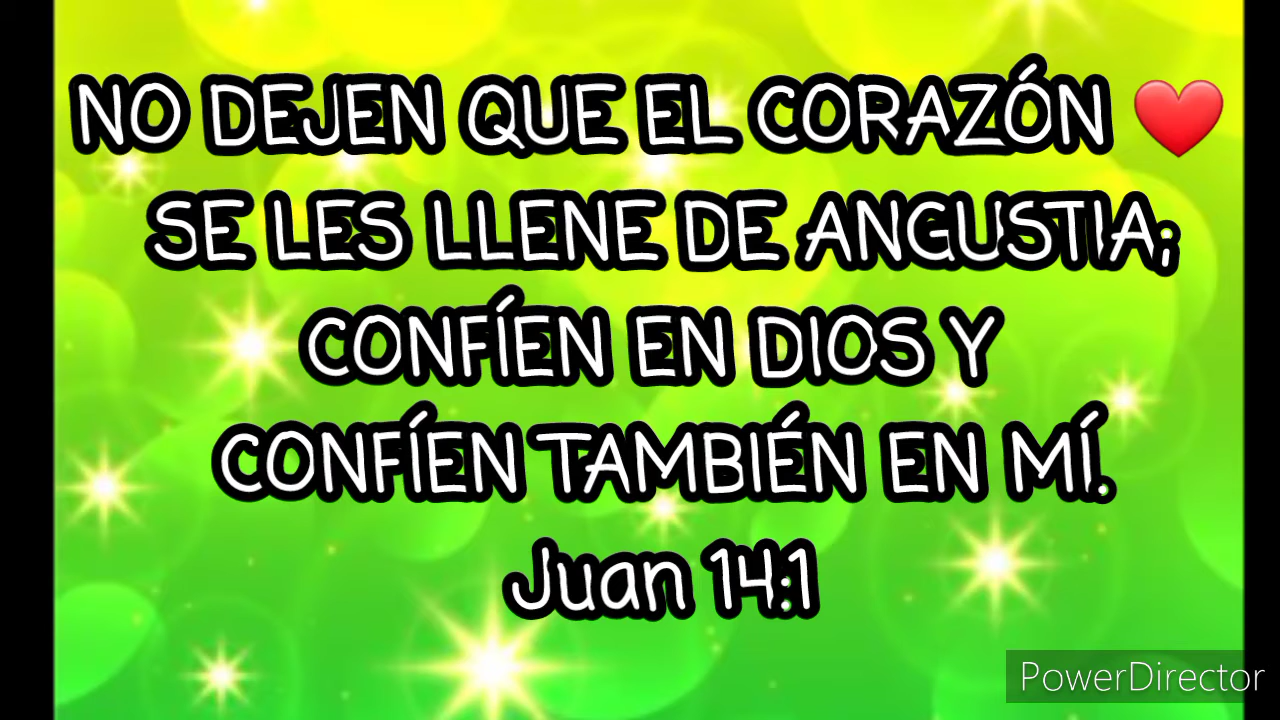 NO DEJEN QUE EL CORAZÓN ❤️
SE LES LLENE DE ANGUSTIA;
CONFÍEN EN DIOS Y
CONFÍEN TAMBIÉN EN MÍ.
Juan 14:1
PowerDirector